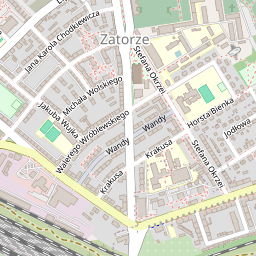 Jana Karola Chodkiewicza
Zatorze
Stefana Okrzei
Michała Wolskiego
Jakuba Wujka
Walerego Wróblewskiego
Wandy
Wandy
Horsta Bienka
Jodłowa
Krakusa
Krakusa
Stefana Okrzei